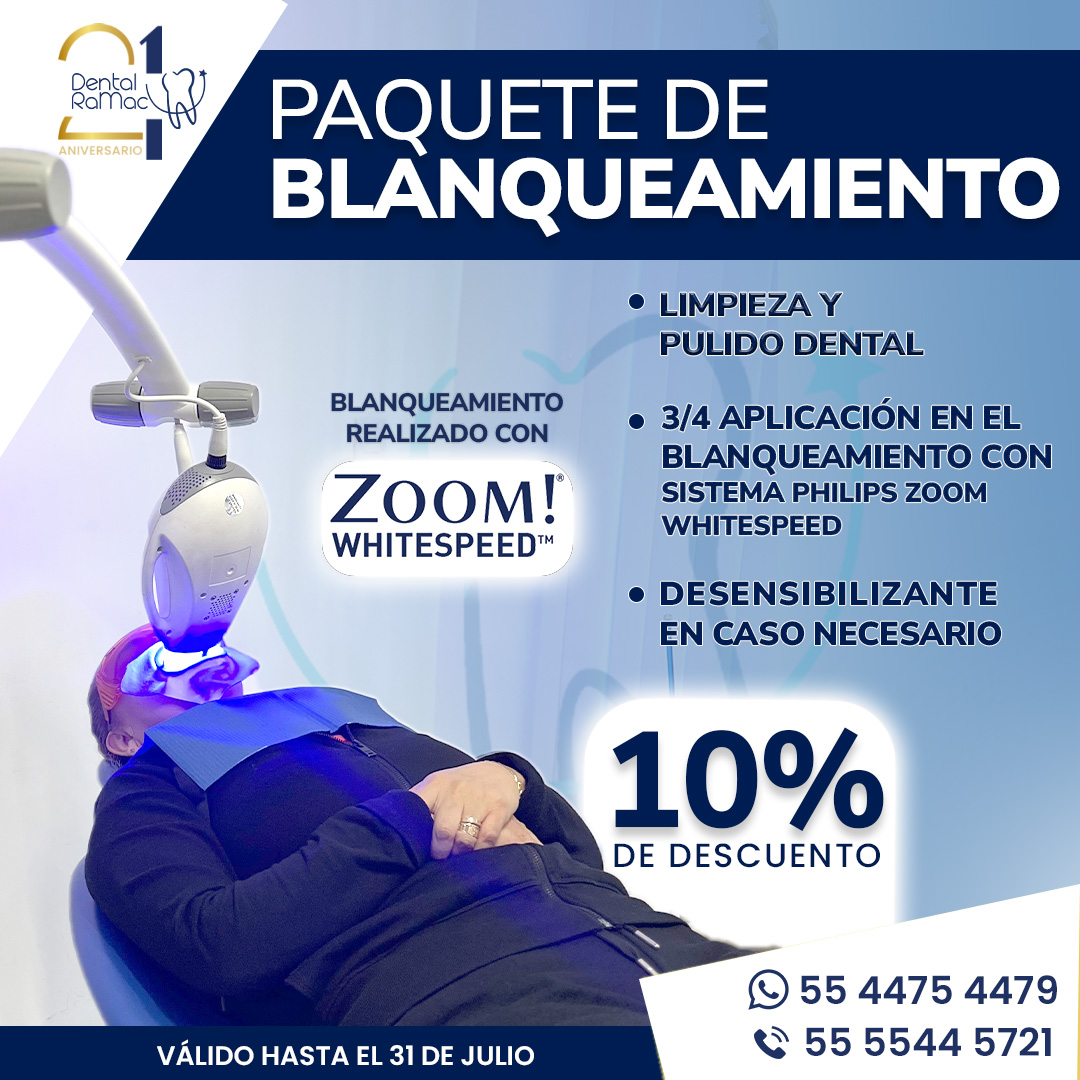 21
Dental
RaMac
ANIVERSARIO
PAQUETE DE
BLANQUEAMIENTO
• LIMPIEZA Y
PULIDO DENTAL
• 3/4 APLICACIÓN EN EL
BLANQUEAMIENTO CON
SISTEMA PHILIPS ZOOM
WHITESPEED
• DESENSIBILIZANTE
EN CASO NECESARIO
BLANQUEAMIENTO
REALIZADO CON
ZOOM!®
WHITESPEED™
10%
DE DESCUENTO
55 4475 4479
55 5544 5721
VÁLIDO HASTA EL 31 DE JULIO